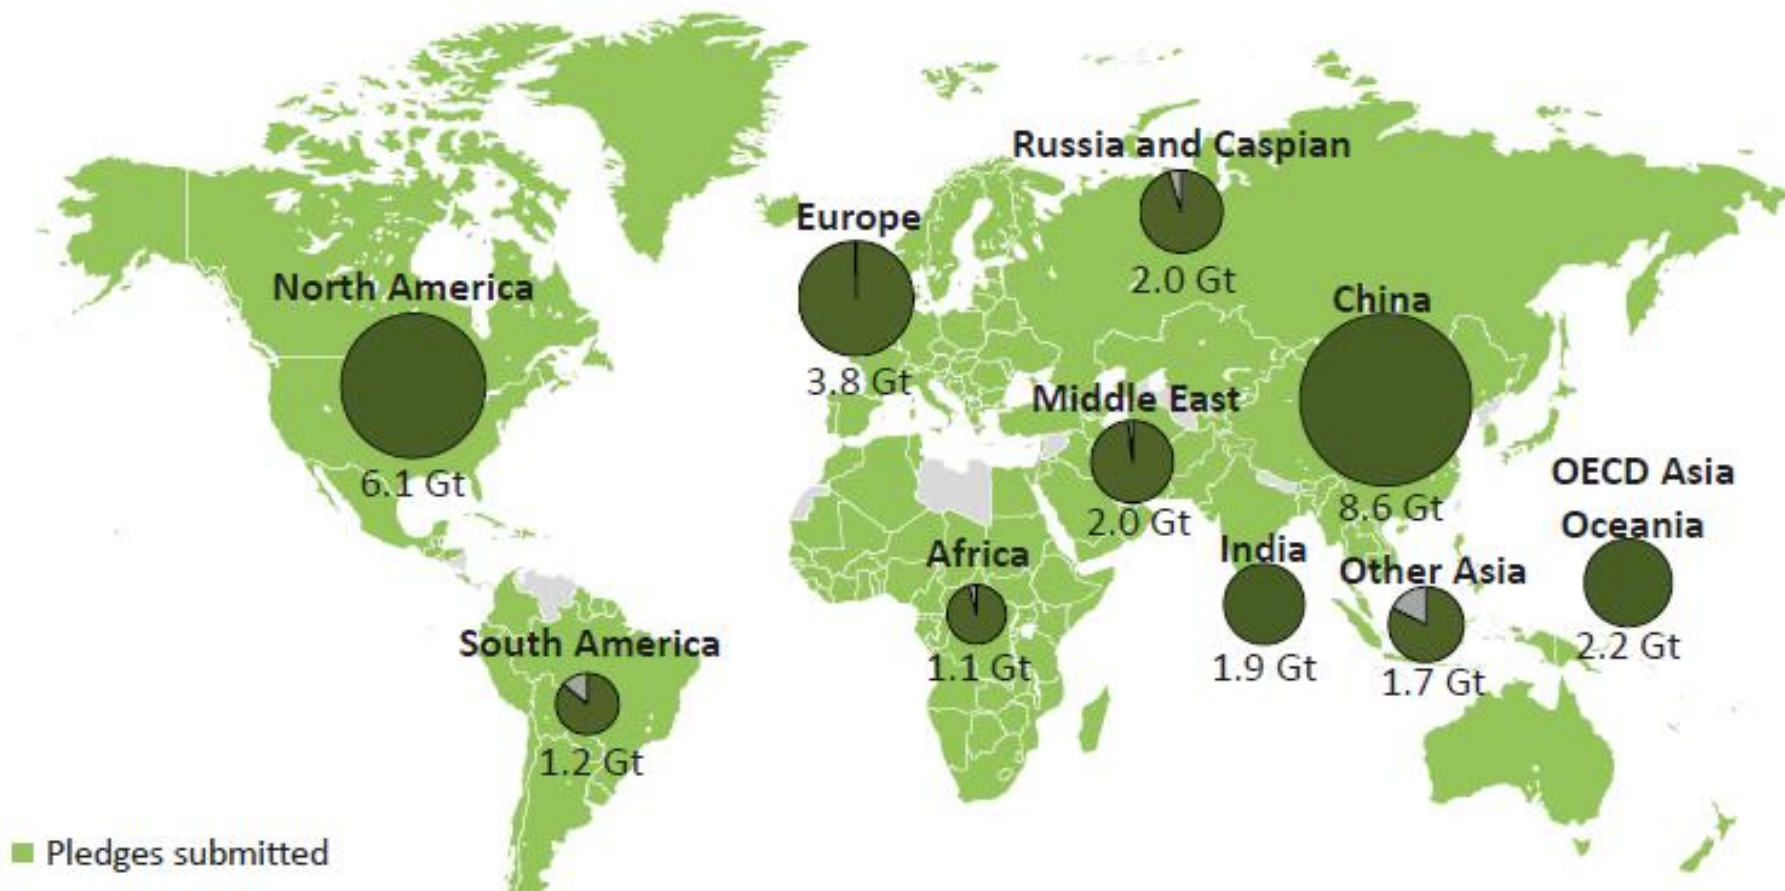 Russia and Caspian
2.0 Gt
Europe
3.8 Gt
North America
6.1 Gt
China
8.6 Gt
Middle East
2.0 Gt
OECD Asia
Oceania
2.2 Gt
Africa
1.1 Gt
India
1.9 Gt
Other Asia
1.7 Gt
South America
1.2 Gt
Pledges submitted